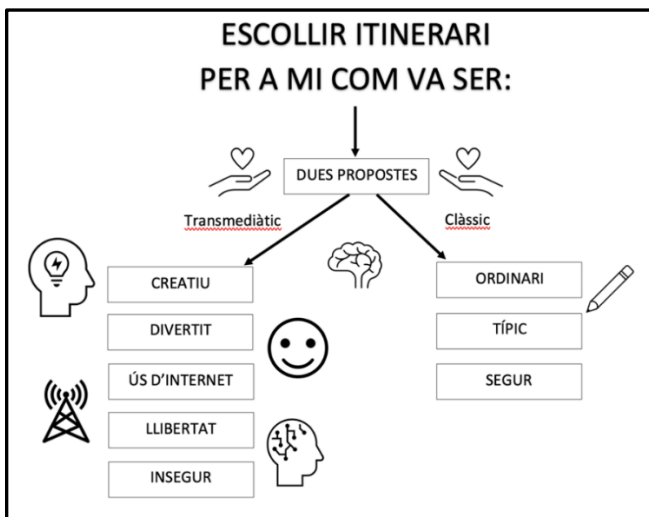 ESCOLLIR ITINERARI
PER A MI COM VA SER:
DUES PROPOSTES
Transmediàtic
Clàssic
CREATIU
DIVERTIT
ÚS D'INTERNET
LLIBERTAT
INSEGUR
ORDINARI
TÍPIC
SEGUR